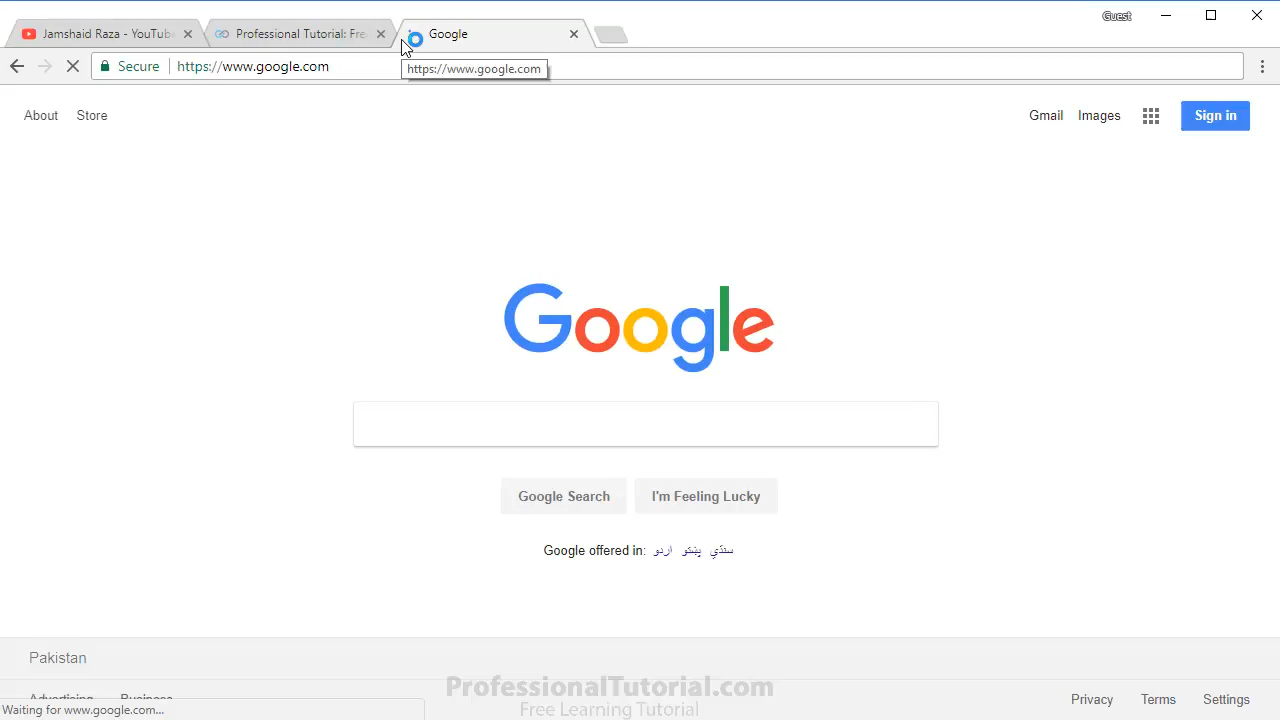 Guest
Jamshaid Raza - YouTub
Professional Tutorial: Fre
Google
Secure https://www.google.com
https://www.google.com
About Store Gmail Images Sign in
Google
Google Search I'm Feeling Lucky
Google offered in: اردو پښتو سنڌي
Pakistan
ProfessionalTutorial.com
Advertising Business Privacy Terms Settings
Waiting for www.google.com...
Free Learning Tutorial